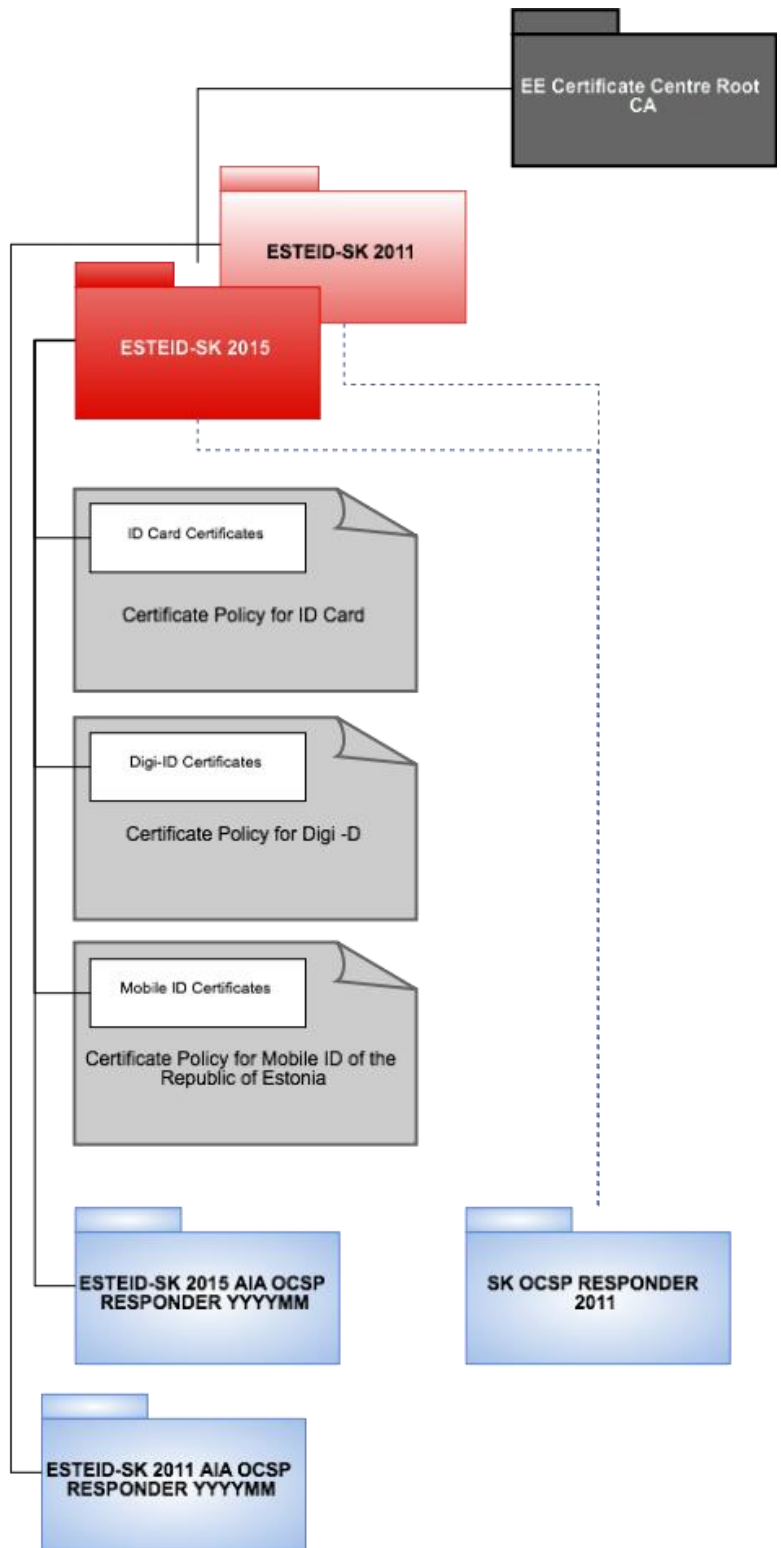 EE Certificate Centre Root
CA
ESTEID-SK 2011
ESTEID-SK 2015
ID Card Certificates
Certificate Policy for ID Card
Digi-ID Certificates
Certificate Policy for Digi -D
Mobile ID Certificates
Certificate Policy for Mobile ID of the
Republic of Estonia
ESTEID-SK 2015 AIA OCSP
RESPONDER YYYYMM
SK OCSP RESPONDER
2011
ESTEID-SK 2011 AIA OCSP
RESPONDER YYYYMM